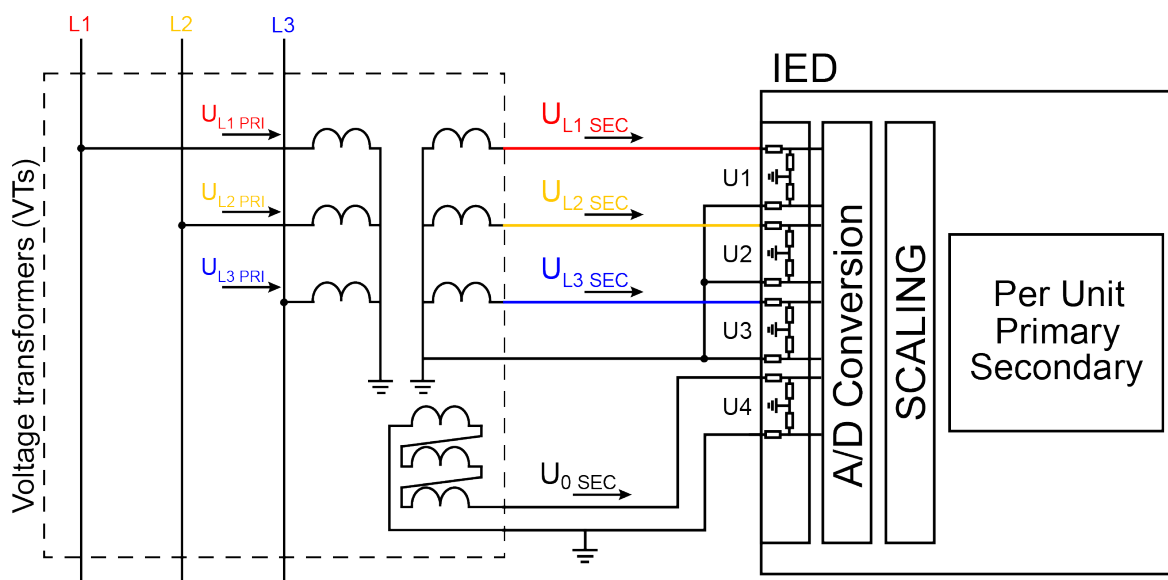 L1 L2 L3
IED
Voltage transformers (VTs)
U L1 PRI
U L1 SEC
U1
U L2 PRI
U L2 SEC
U2
U L3 PRI
U L3 SEC
U3
U4
U 0 SEC
A/D Conversion
SCALING
Per Unit
Primary
Secondary